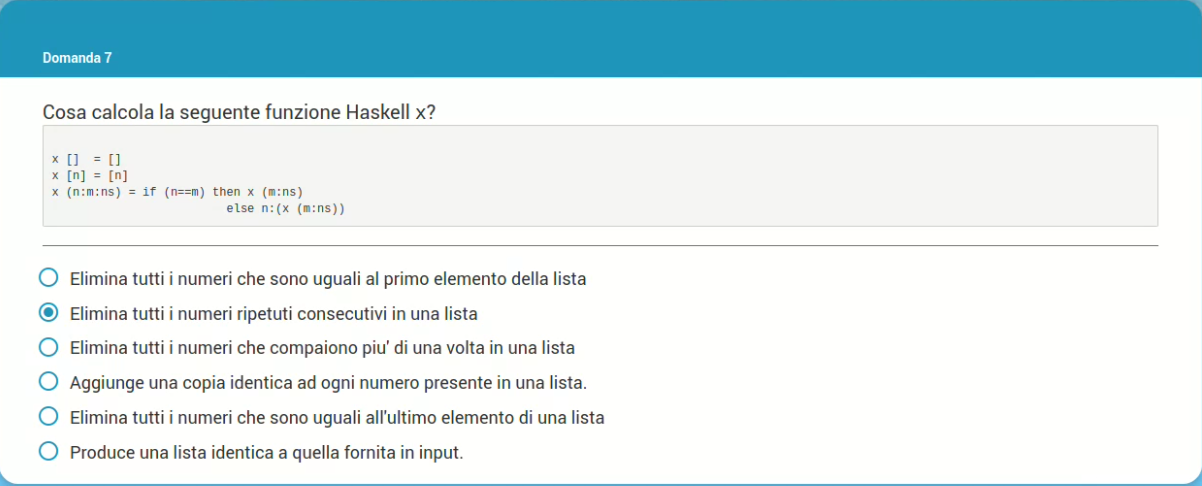 Domanda 7
Cosa calcola la seguente funzione Haskell x?
x []  = []
x [n] = [n]
x (n:m:ns) = if (n==m) then x (m:ns)
                        else n:(x (m:ns))
Elimina tutti i numeri che sono uguali al primo elemento della lista
Elimina tutti i numeri ripetuti consecutivi in una lista
Elimina tutti i numeri che compaiono piu' di una volta in una lista
Aggiunge una copia identica ad ogni numero presente in una lista.
Elimina tutti i numeri che sono uguali all'ultimo elemento di una lista
Produce una lista identica a quella fornita in input.